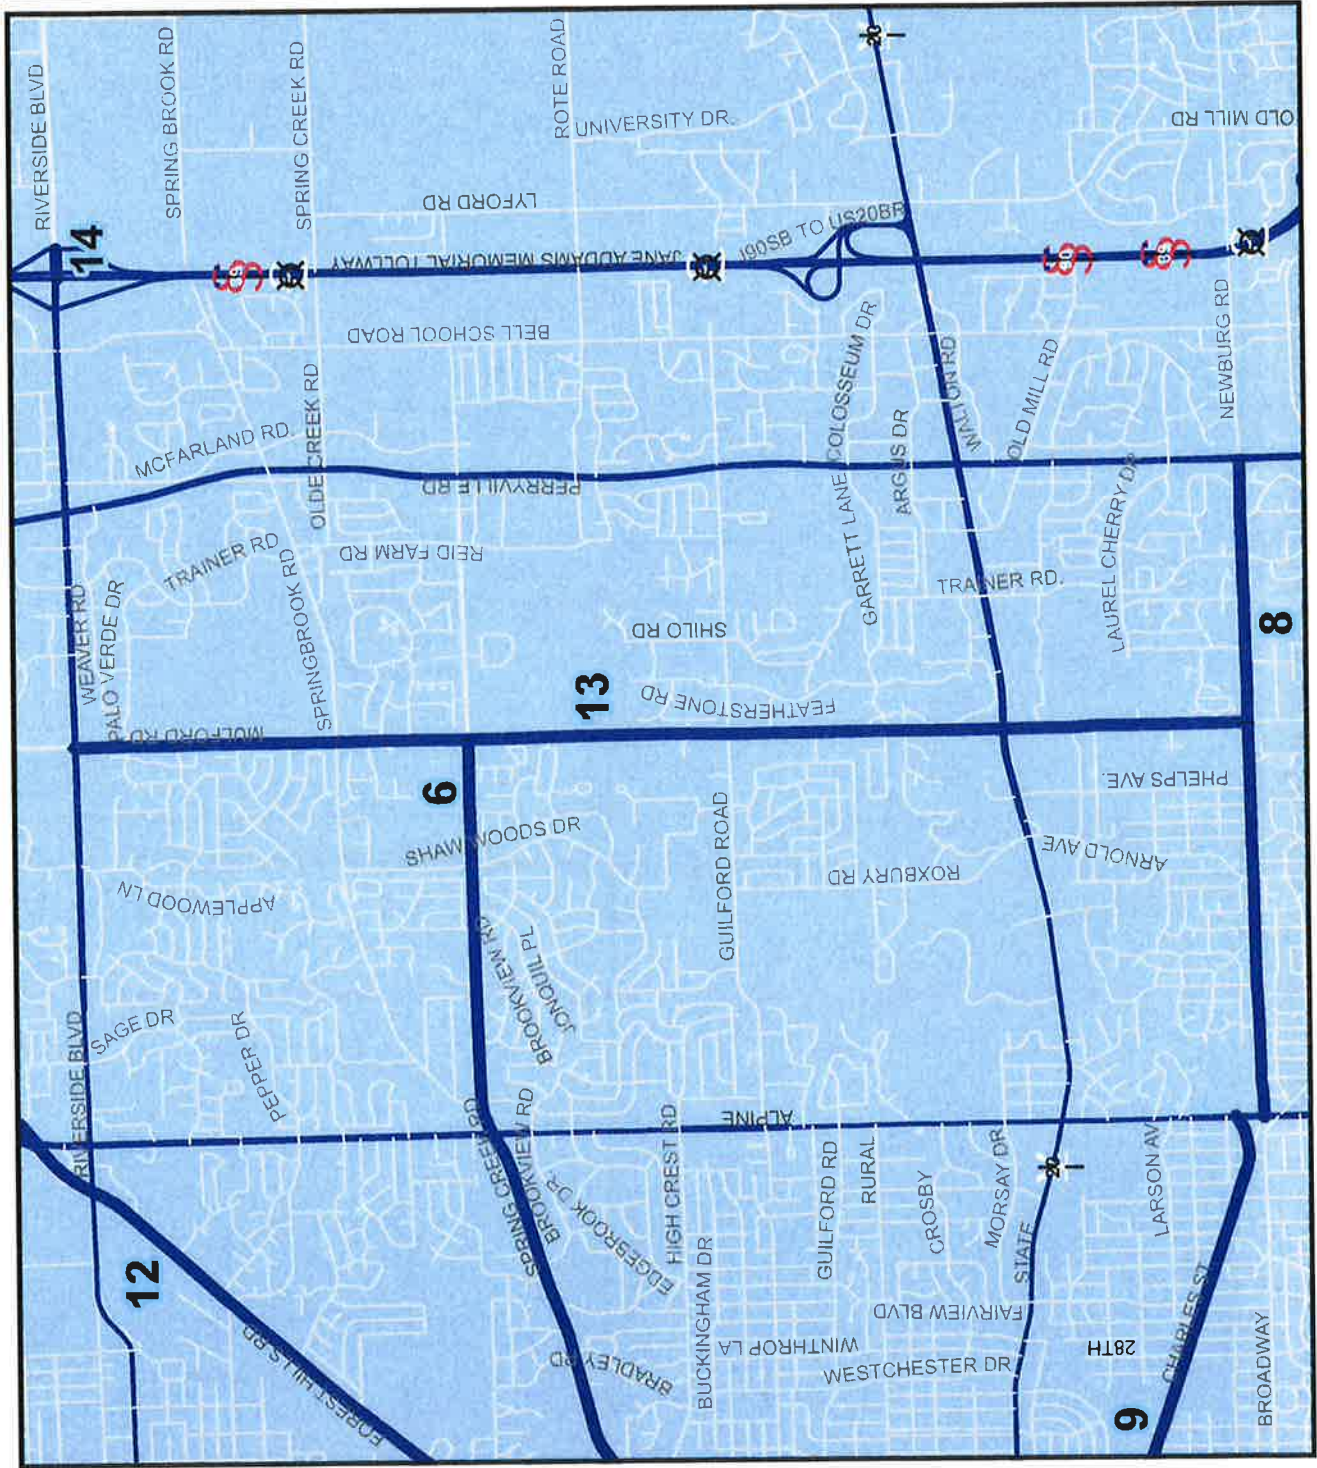 RIVERSIDE BLVD
SPRING BROOK RD
SPRING CREEK RD
ROTE ROAD
UNIVERSITY DR.
20
OLD MILL RD
LYFORD RD
14
JANE ADDAMS MEMORIAL TOLLWAY
I90SB TO US20BR
BELL SCHOOL ROAD
NEWBURG RD
MCFARLAND RD.
OLDE CREEK RD
COLOSSEUM DR
WALTON RD
OLD MILL RD
PERRYVILLE RD
GARRETT LANE
ARGUS DR
LAUREL CHERRY DR
TRAINER RD
REID FARM RD
SPRINGBROOK RD
TRAINER RD.
WEAVER RD
PALO VERDE DR
SHILO RD
8
13
FEATHERSTONE RD
MULFORD RD
6
SHAW WOODS DR
PHELPS AVE.
GUILFORD ROAD
ROXBURY RD
ARNOLD AVE
APPLEWOOD LN
BROOKVIEW RD
JONQUIL PL
SAGE DR
PEPPER DR
RIVERSIDE BLVD
SPRING CREEK RD
BROOKVIEW RD
EDGEBROOK DR.
HIGH CREST RD
ALPINE
BUCKINGHAM DR
GUILFORD RD
RURAL
CROSBY
MORSAY DR
20
LARSON AV
STATE
12
FOREST HILLS RD
BRADLEY RD
WINTHROP LA
FAIRVIEW BLVD
WESTCHESTER DR
28TH
CHARLES ST
BROADWAY
9